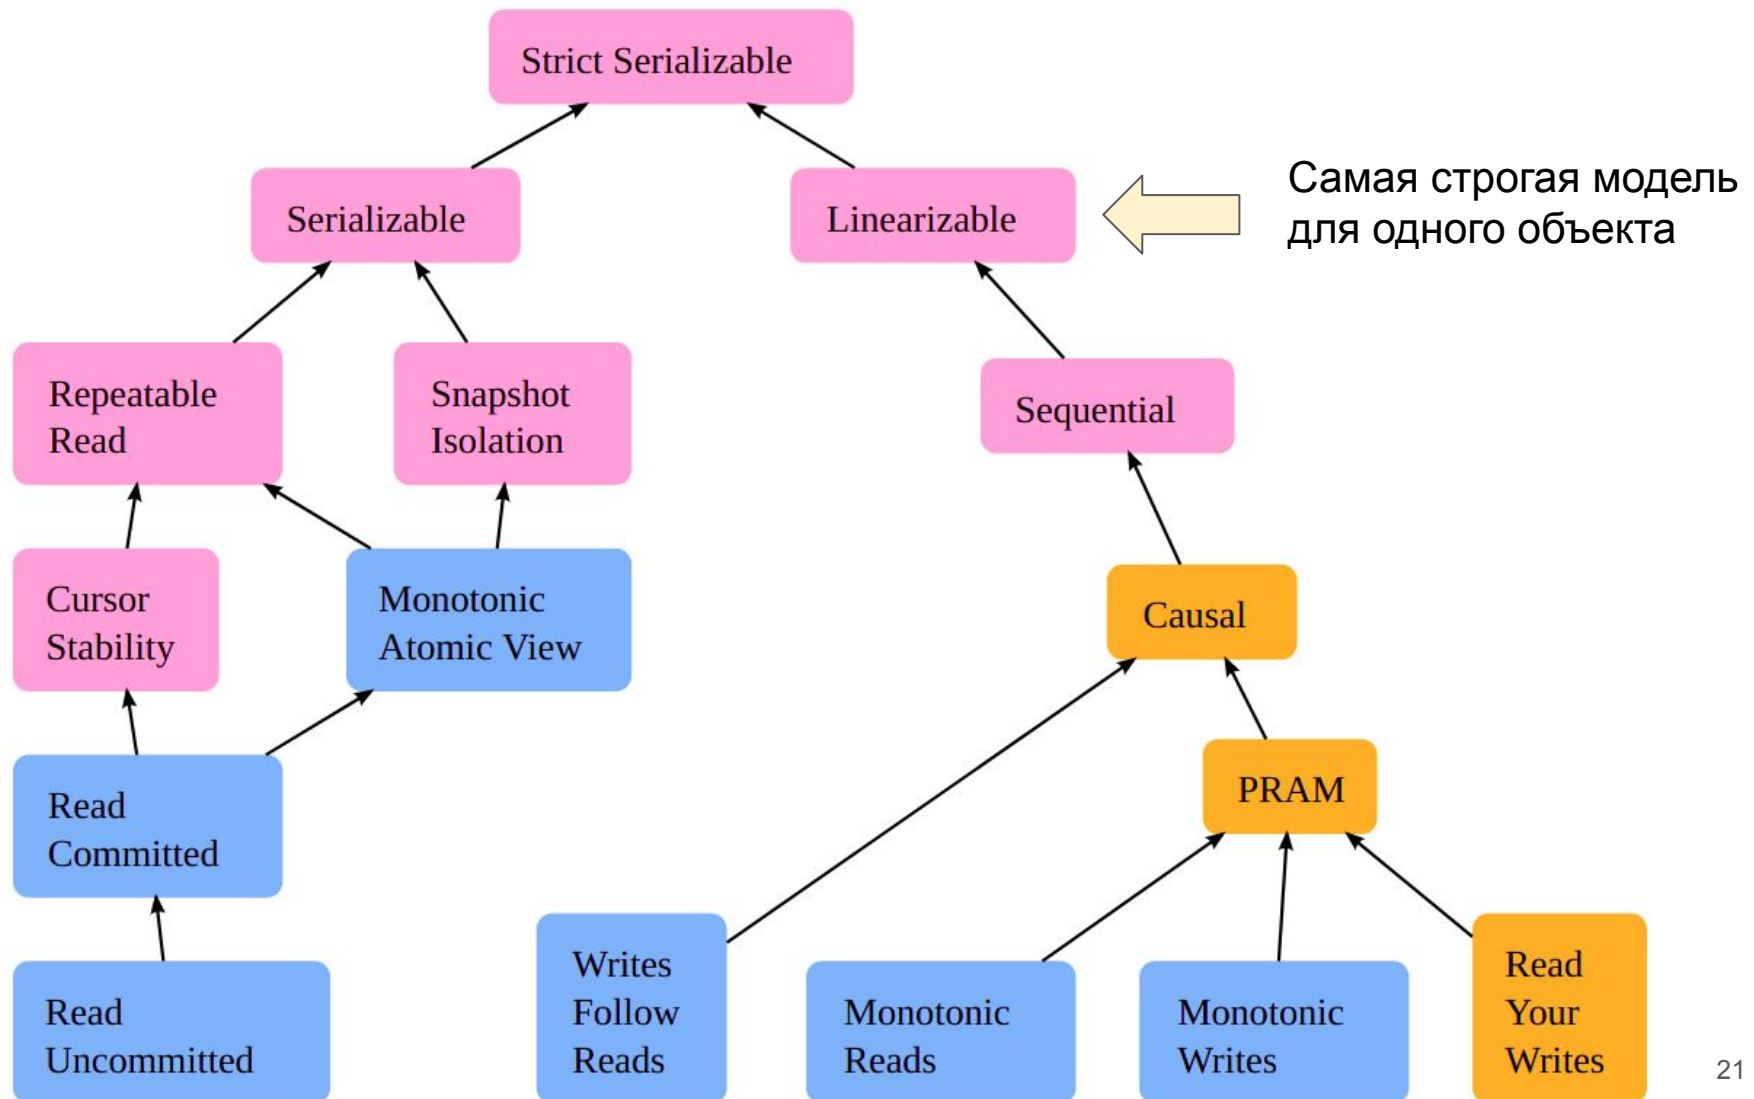 Strict Serializable
Serializable
Linearizable
Самая строгая модель
для одного объекта
Repeatable
Read
Snapshot
Isolation
Sequential
Cursor
Stability
Monotonic
Atomic View
Causal
Read
Committed
PRAM
Read
Uncommitted
Writes
Follow
Reads
Monotonic
Reads
Monotonic
Writes
Read
Your
Writes
21